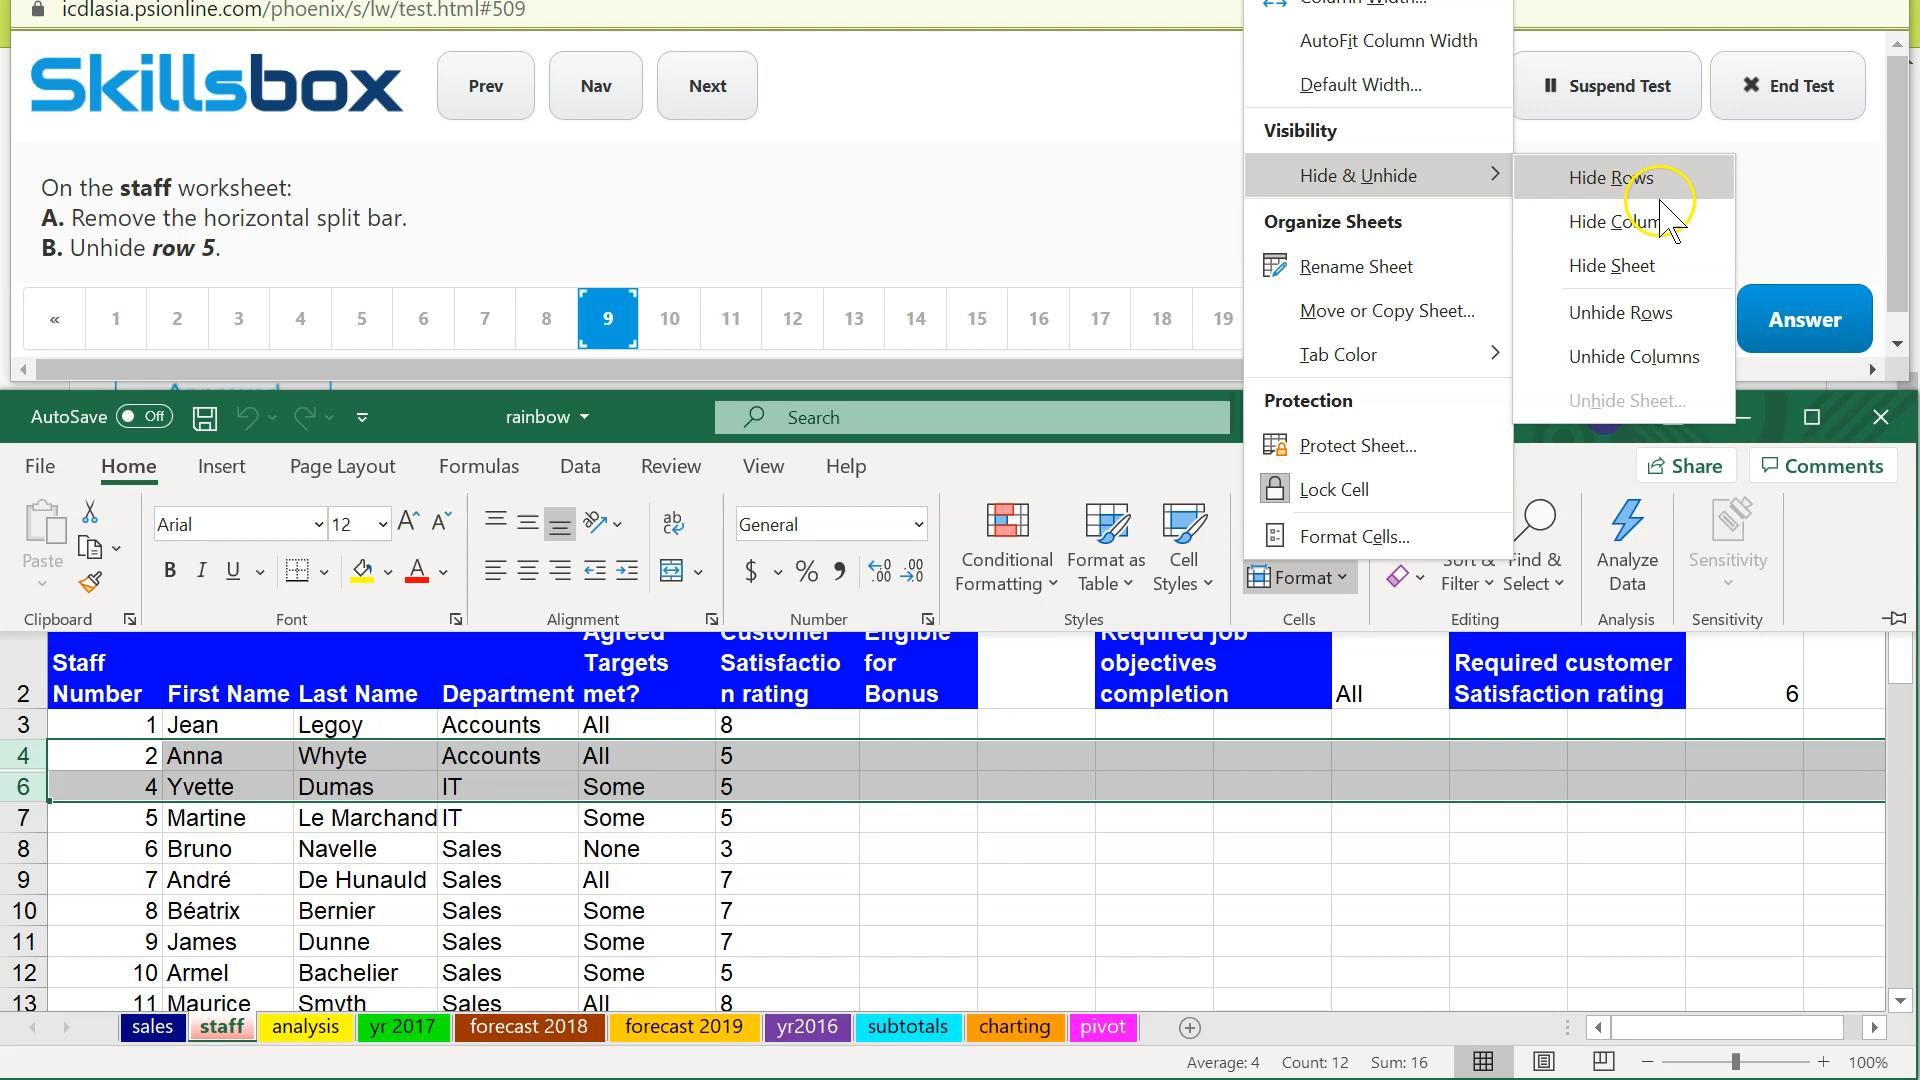 icdlasia.psionline.com/phoenix/s/lw/test.html#509
Skillsbox
Prev
Nav
Next
Suspend Test
End Test
On the staff worksheet:
A. Remove the horizontal split bar.
B. Unhide row 5.
« 1 2 3 4 5 6 7 8 9 10 11 12 13 14 15 16 17 18 19
Answer
Column Width...
AutoFit Column Width
Default Width...
Visibility
Hide & Unhide
Organize Sheets
Rename Sheet
Move or Copy Sheet...
Tab Color
Protection
Protect Sheet...
Lock Cell
Format Cells...
Hide Rows
Hide Colum
Hide Sheet
Unhide Rows
Unhide Columns
Unhide Sheet...
AutoSave Off
rainbow
Search
File Home Insert Page Layout Formulas Data Review View Help
Share
Comments
Paste
Arial 12
B I U
ab
General
$ % 9
Conditional Formatting
Format as Table
Cell Styles
Format
Sort & Filter
Find & Select
Analyze Data
Sensitivity
Clipboard Font Alignment Number Styles Cells Editing Analysis Sensitivity
2 Staff Number First Name Last Name Department Agreed Targets met? Customer Satisfactio n rating Eligible for Bonus Required job objectives completion All Required customer Satisfaction rating 6
3 1 Jean Legoy Accounts All 8
4 2 Anna Whyte Accounts All 5
6 4 Yvette Dumas IT Some 5
7 5 Martine Le Marchand IT Some 5
8 6 Bruno Navelle Sales None 3
9 7 André De Hunauld Sales All 7
10 8 Béatrix Bernier Sales Some 7
11 9 James Dunne Sales Some 7
12 10 Armel Bachelier Sales Some 5
13 11 Maurice Smyth Sales All 8
sales staff analysis yr 2017 forecast 2018 forecast 2019 yr2016 subtotals charting pivot
Average: 4 Count: 12 Sum: 16
100%